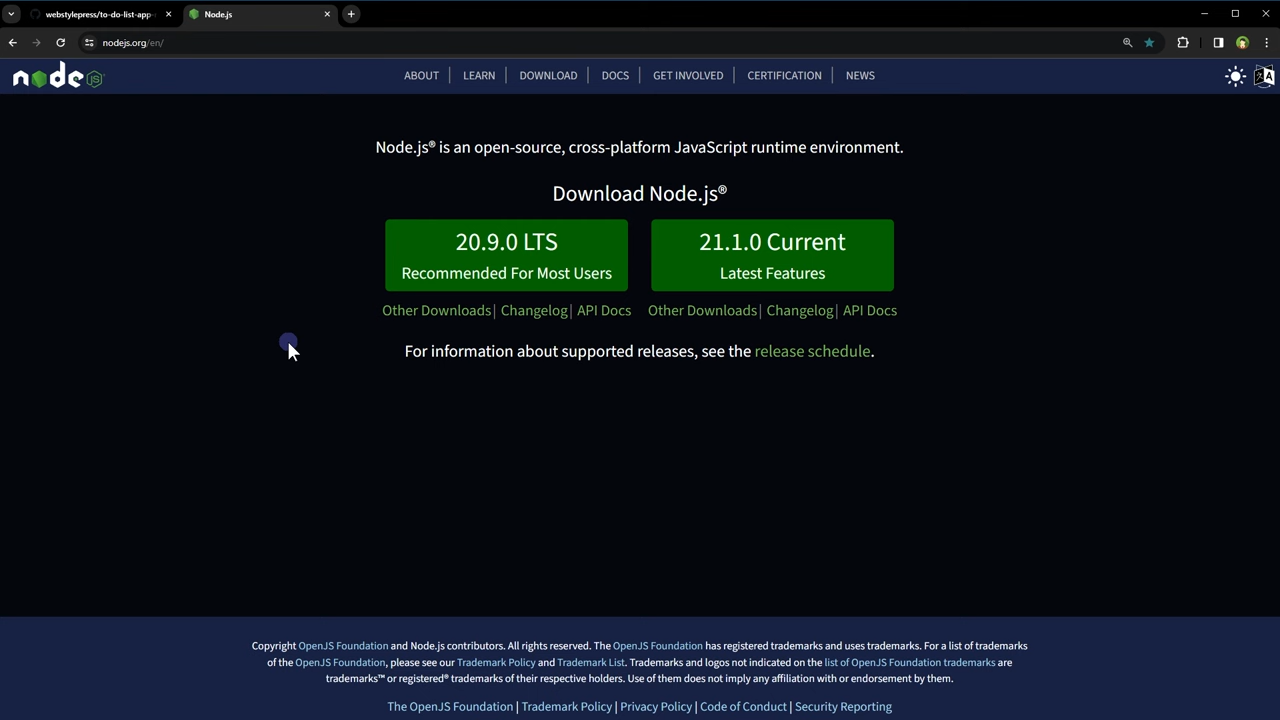 webstylepress/to-do-list-app
Node.js
nodejs.org/en/
node JS
ABOUT
LEARN
DOWNLOAD
DOCS
GET INVOLVED
CERTIFICATION
NEWS
Node.js® is an open-source, cross-platform JavaScript runtime environment.
Download Node.js®
20.9.0 LTS
Recommended For Most Users
21.1.0 Current
Latest Features
Other Downloads | Changelog | API Docs
Other Downloads | Changelog | API Docs
For information about supported releases, see the release schedule.
Copyright OpenJS Foundation and Node.js contributors. All rights reserved. The OpenJS Foundation has registered trademarks and uses trademarks. For a list of trademarks
of the OpenJS Foundation, please see our Trademark Policy and Trademark List. Trademarks and logos not indicated on the list of OpenJS Foundation trademarks are
trademarks™ or registered® trademarks of their respective holders. Use of them does not imply any affiliation with or endorsement by them.
The OpenJS Foundation | Trademark Policy | Privacy Policy | Code of Conduct | Security Reporting